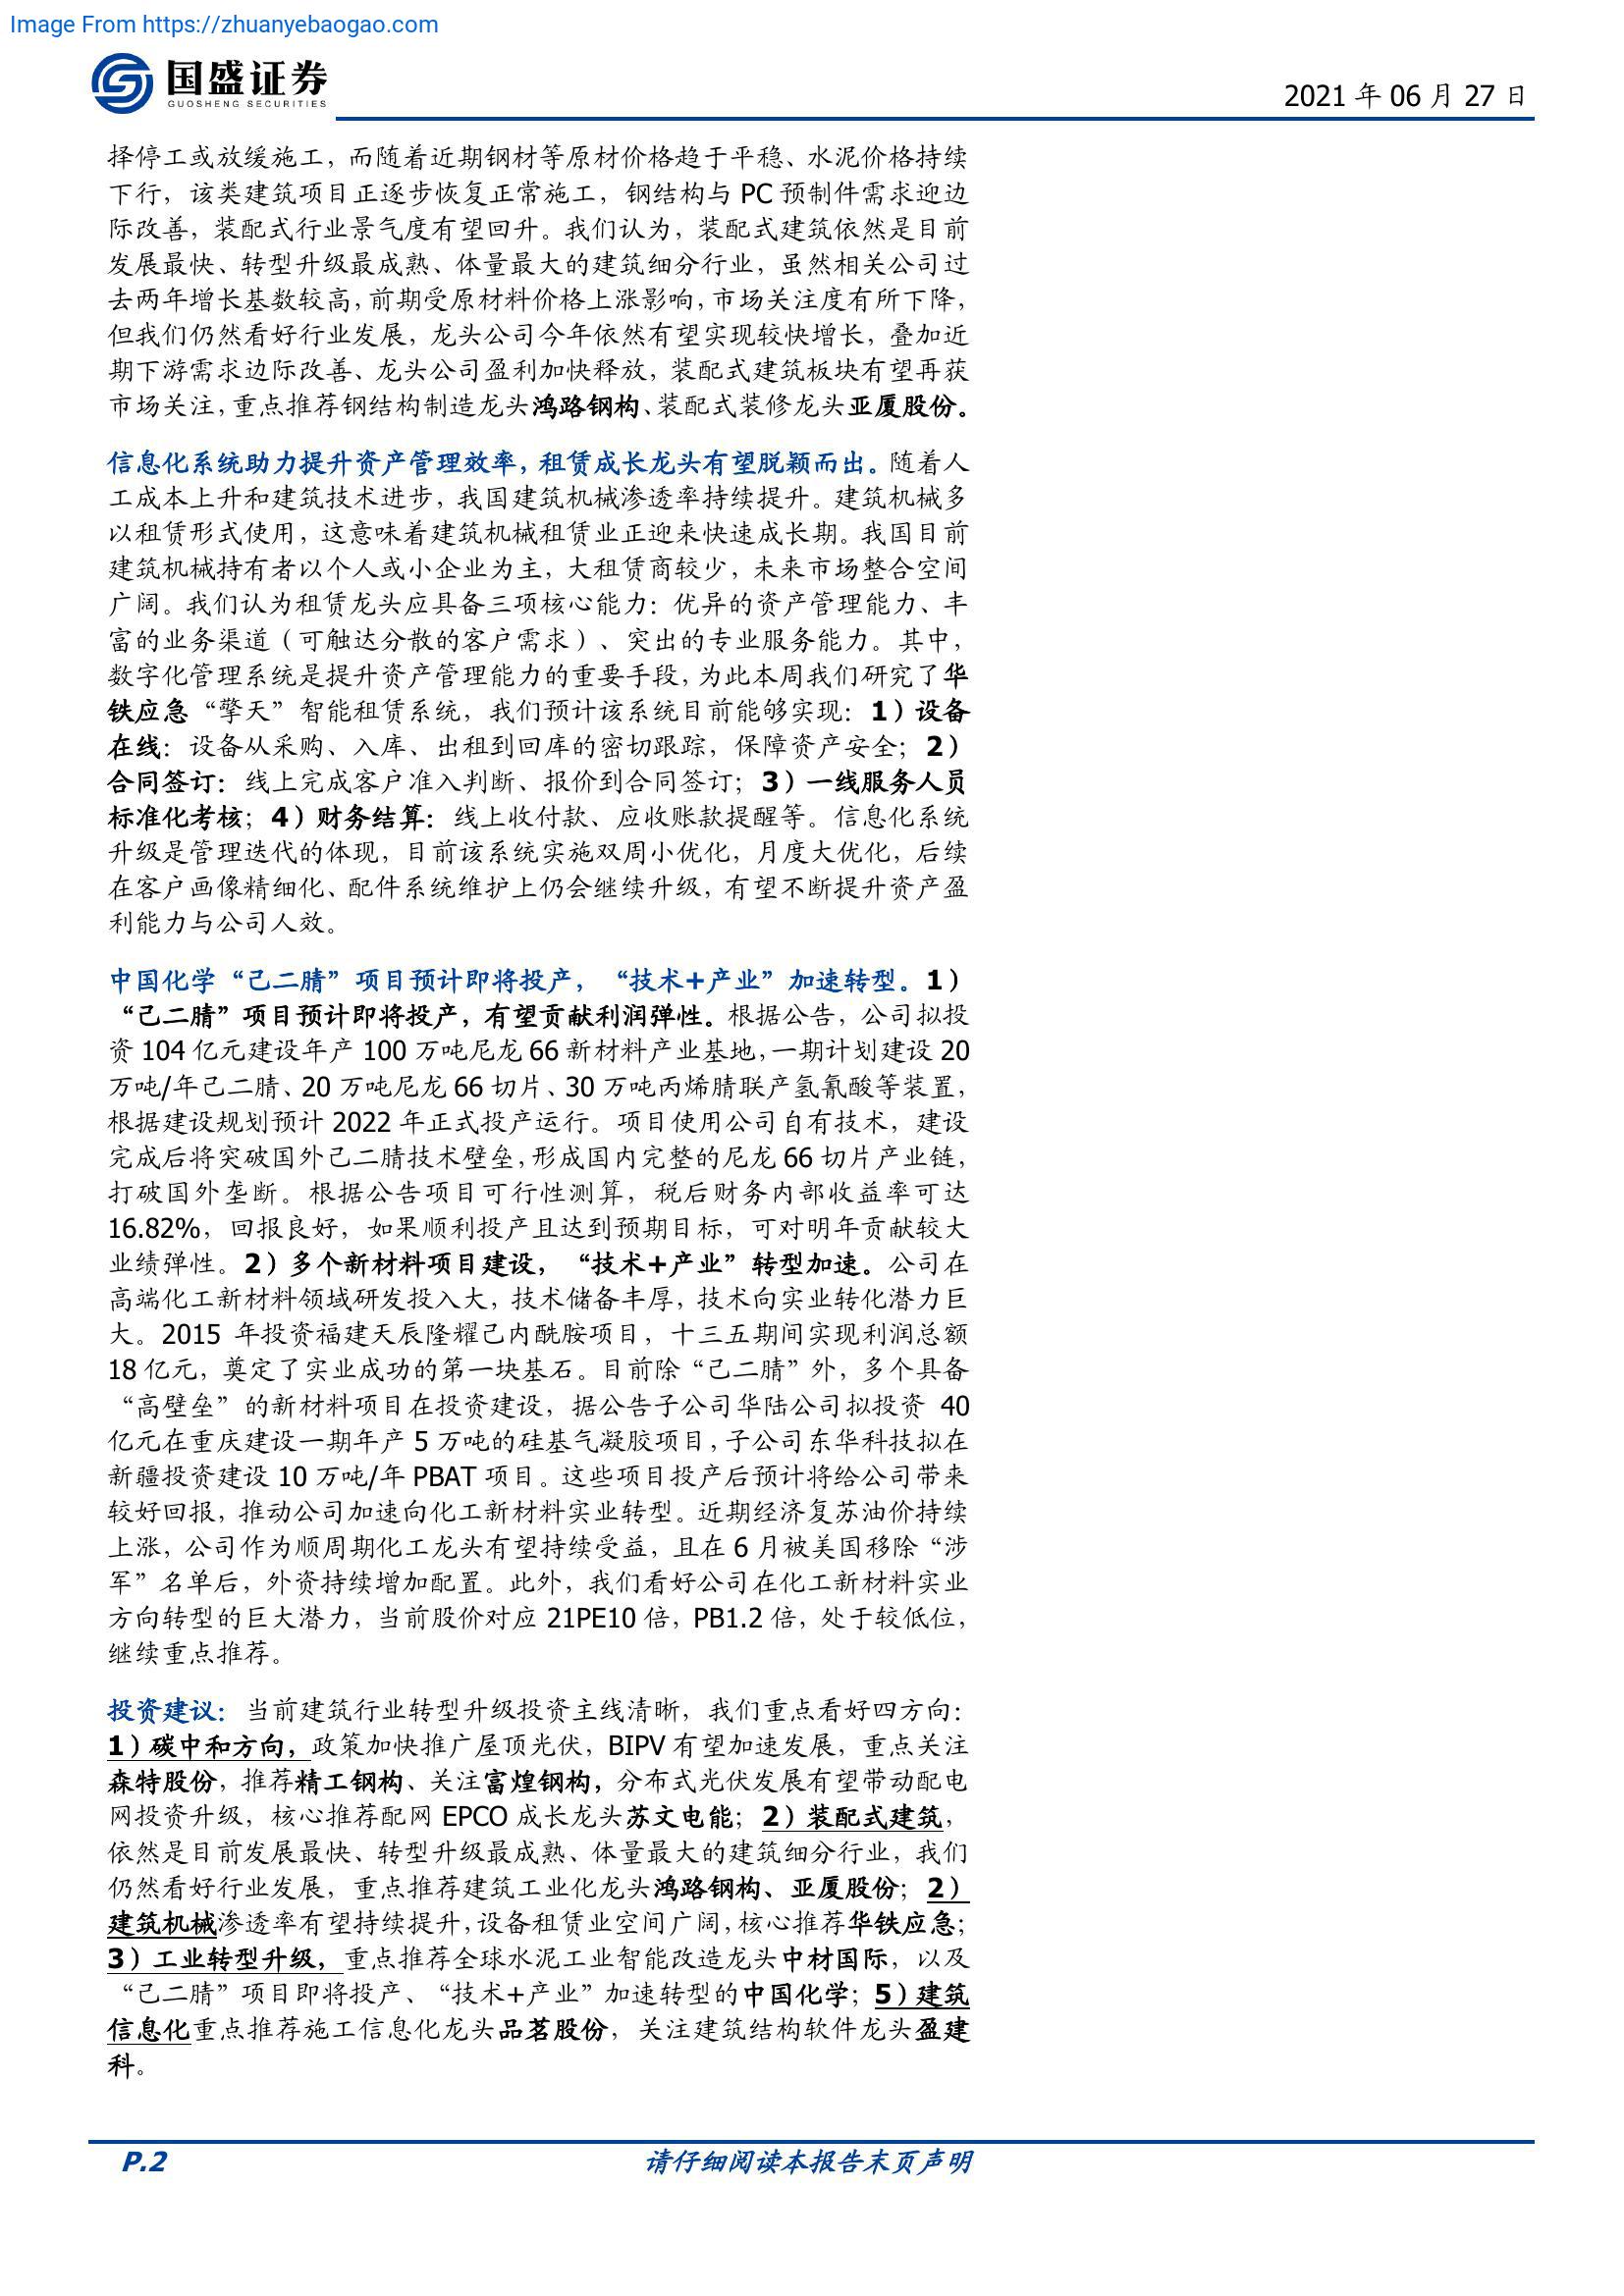 Image From https://zhuanyebaogao.com
国盛证券
GUOSHENG SECURITIES
2021 年 06 月 27 日
择停工或放缓施工，而随着近期钢材等原材价格趋于平稳、水泥价格持续
下行，该类建筑项目正逐步恢复正常施工，钢结构与 PC 预制件需求迎边
际改善，装配式行业景气度有望回升。我们认为，装配式建筑依然是目前
发展最快、转型升级最成熟、体量最大的建筑细分行业，虽然相关公司过
去两年增长基数较高，前期受原材料价格上涨影响，市场关注度有所下降，
但我们仍然看好行业发展，龙头公司今年依然有望实现较快增长，叠加近
期下游需求边际改善、龙头公司盈利加快释放，装配式建筑板块有望再获
市场关注，重点推荐钢结构制造龙头鸿路钢构、装配式装修龙头亚厦股份。
信息化系统助力提升资产管理效率，租赁成长龙头有望脱颖而出。随着人
工成本上升和建筑技术进步，我国建筑机械渗透率持续提升。建筑机械多
以租赁形式使用，这意味着建筑机械租赁业正迎来快速成长期。我国目前
建筑机械持有者以个人或小企业为主，大租赁商较少，未来市场整合空间
广阔。我们认为租赁龙头应具备三项核心能力：优异的资产管理能力、丰
富的业务渠道（可触达分散的客户需求）、突出的专业服务能力。其中，
数字化管理系统是提升资产管理能力的重要手段，为此本周我们研究了华
铁应急“擎天”智能租赁系统，我们预计该系统目前能够实现：1）设备
在线：设备从采购、入库、出租到回库的密切跟踪，保障资产安全；2）
合同签订：线上完成客户准入判断、报价到合同签订；3）一线服务人员
标准化考核；4）财务结算：线上收付款、应收账款提醒等。信息化系统
升级是管理迭代的体现，目前该系统实施双周小优化，月度大优化，后续
在客户画像精细化、配件系统维护上仍会继续升级，有望不断提升资产盈
利能力与公司人效。
中国化学“己二腈”项目预计即将投产，“技术+产业”加速转型。1）
“己二腈”项目预计即将投产，有望贡献利润弹性。根据公告，公司拟投
资 104 亿元建设年产 100 万吨尼龙 66 新材料产业基地，一期计划建设 20
万吨/年己二腈、20 万吨尼龙 66 切片、30 万吨丙烯腈联产氢氰酸等装置，
根据建设规划预计 2022 年正式投产运行。项目使用公司自有技术，建设
完成后将突破国外己二腈技术壁垒，形成国内完整的尼龙 66 切片产业链，
打破国外垄断。根据公告项目可行性测算，税后财务内部收益率可达
16.82%，回报良好，如果顺利投产且达到预期目标，可对明年贡献较大
业绩弹性。2）多个新材料项目建设，“技术+产业”转型加速。公司在
高端化工新材料领域研发投入大，技术储备丰厚，技术向实业转化潜力巨
大。2015 年投资福建天辰隆耀己内酰胺项目，十三五期间实现利润总额
18 亿元，奠定了实业成功的第一块基石。目前除“己二腈”外，多个具备
“高壁垒”的新材料项目在投资建设，据公告子公司华陆公司拟投资 40
亿元在重庆建设一期年产 5 万吨的硅基气凝胶项目，子公司东华科技拟在
新疆投资建设 10 万吨/年 PBAT 项目。这些项目投产后预计将给公司带来
较好回报，推动公司加速向化工新材料实业转型。近期经济复苏油价持续
上涨，公司作为顺周期化工龙头有望持续受益，且在 6 月被美国移除“涉
军”名单后，外资持续增加配置。此外，我们看好公司在化工新材料实业
方向转型的巨大潜力，当前股价对应 21PE10 倍，PB1.2 倍，处于较低位，
继续重点推荐。
投资建议：当前建筑行业转型升级投资主线清晰，我们重点看好四方向：
1）碳中和方向，政策加快推广屋顶光伏，BIPV 有望加速发展，重点关注
森特股份，推荐精工钢构、关注富煌钢构，分布式光伏发展有望带动配电
网投资升级，核心推荐配网 EPCO 成长龙头苏文电能；2）装配式建筑，
依然是目前发展最快、转型升级最成熟、体量最大的建筑细分行业，我们
仍然看好行业发展，重点推荐建筑工业化龙头鸿路钢构、亚厦股份；2）
建筑机械渗透率有望持续提升，设备租赁业空间广阔，核心推荐华铁应急；
3）工业转型升级，重点推荐全球水泥工业智能改造龙头中材国际，以及
“己二腈”项目即将投产、“技术+产业”加速转型的中国化学；5）建筑
信息化重点推荐施工信息化龙头品茗股份，关注建筑结构软件龙头盈建
科。
P.2
请仔细阅读本报告末页声明